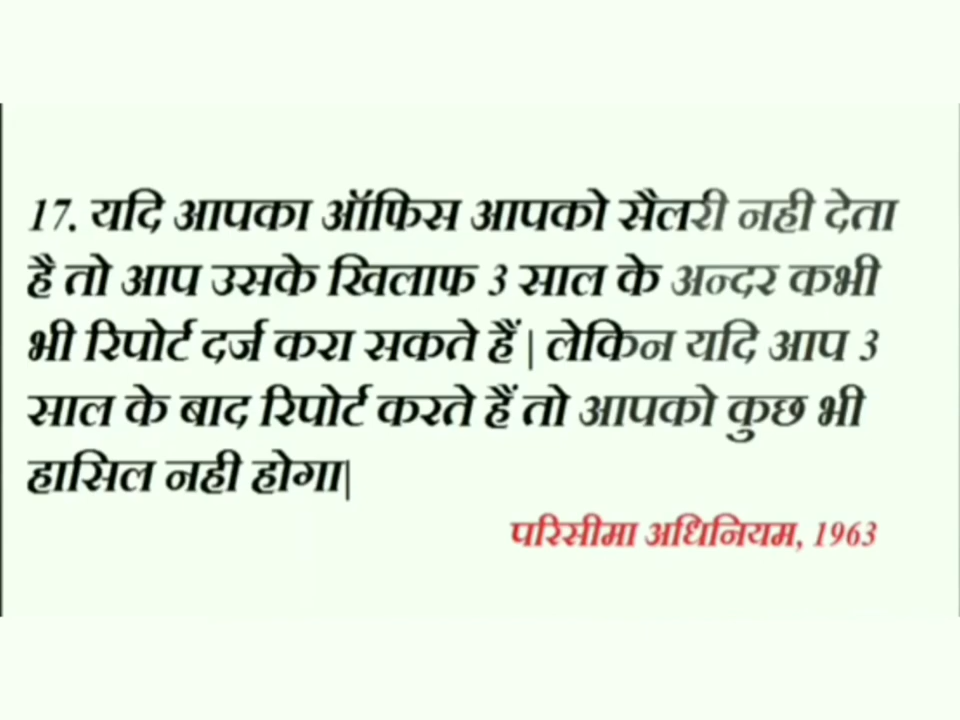 17. यदि आपका ऑफिस आपको सैलरी नही देता
है तो आप उसके खिलाफ 3 साल के अन्दर कभी
भी रिपोर्ट दर्ज करा सकते हैं | लेकिन यदि आप 3
साल के बाद रिपोर्ट करते हैं तो आपको कुछ भी
हासिल नही होगा|
परिसीमा अधिनियम, 1963